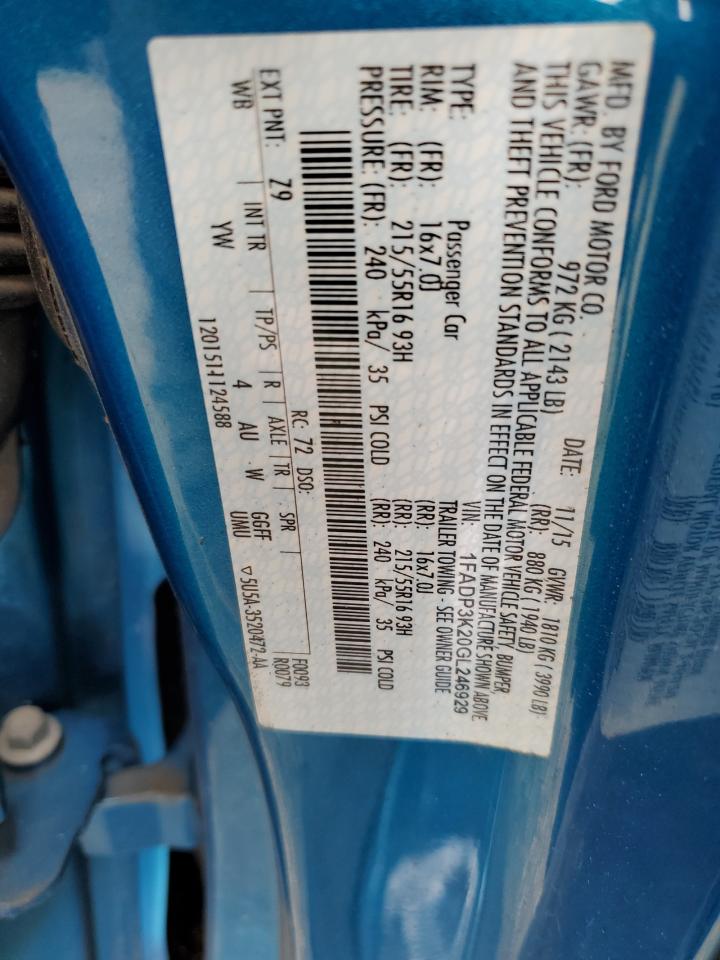 MFD. BY FORD MOTOR CO.
DATE: 11/15 GVWR: 1810 KG ( 3990 LB)
GAWR: (FR): 972 KG ( 2143 LB) (RR): 880 KG ( 1940 LB)
THIS VEHICLE CONFORMS TO ALL APPLICABLE FEDERAL MOTOR VEHICLE SAFETY, BUMPER
AND THEFT PREVENTION STANDARDS IN EFFECT ON THE DATE OF MANUFACTURE SHOWN ABOVE
VIN: 1FADP3K20GL246929
TYPE: Passenger Car TRAILER TOWING - SEE OWNER GUIDE
RIM: (FR): 16x7.0J (RR): 16x7.0J
TIRE: (FR): 215/55R16 93H (RR): 215/55R16 93H
PRESSURE: (FR): 240 kPa/ 35 PSI COLD (RR): 240 kPa/ 35 PSI COLD
RC: 72 DSO: F0093
EXT PNT: Z9 R0079
WB | INT TR | TP/PS | R | AXLE | TR | SPR
YW 4 AU W GGFF
12015141124588 UMU ▽5U5A-3520472-AA